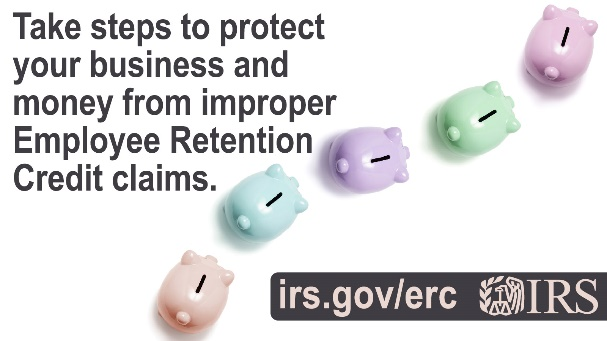 Take steps to protect
your business and
money from improper
Employee Retention
Credit claims.
irs.gov/erc IRS